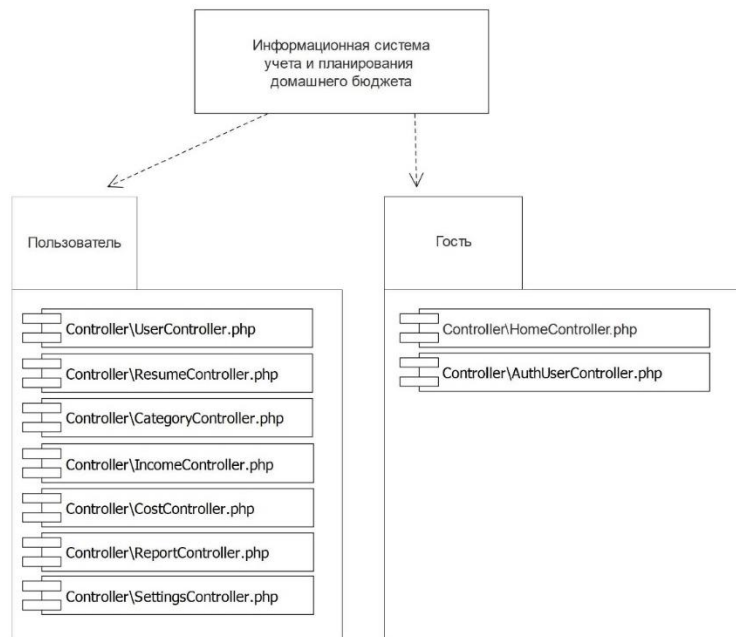 Информационная система
учета и планирования
домашнего бюджета
Пользователь
Гость
Controller\UserController.php
Controller\ResumeController.php
Controller\CategoryController.php
Controller\IncomeController.php
Controller\CostController.php
Controller\ReportController.php
Controller\SettingsController.php
Controller\HomeController.php
Controller\AuthUserController.php